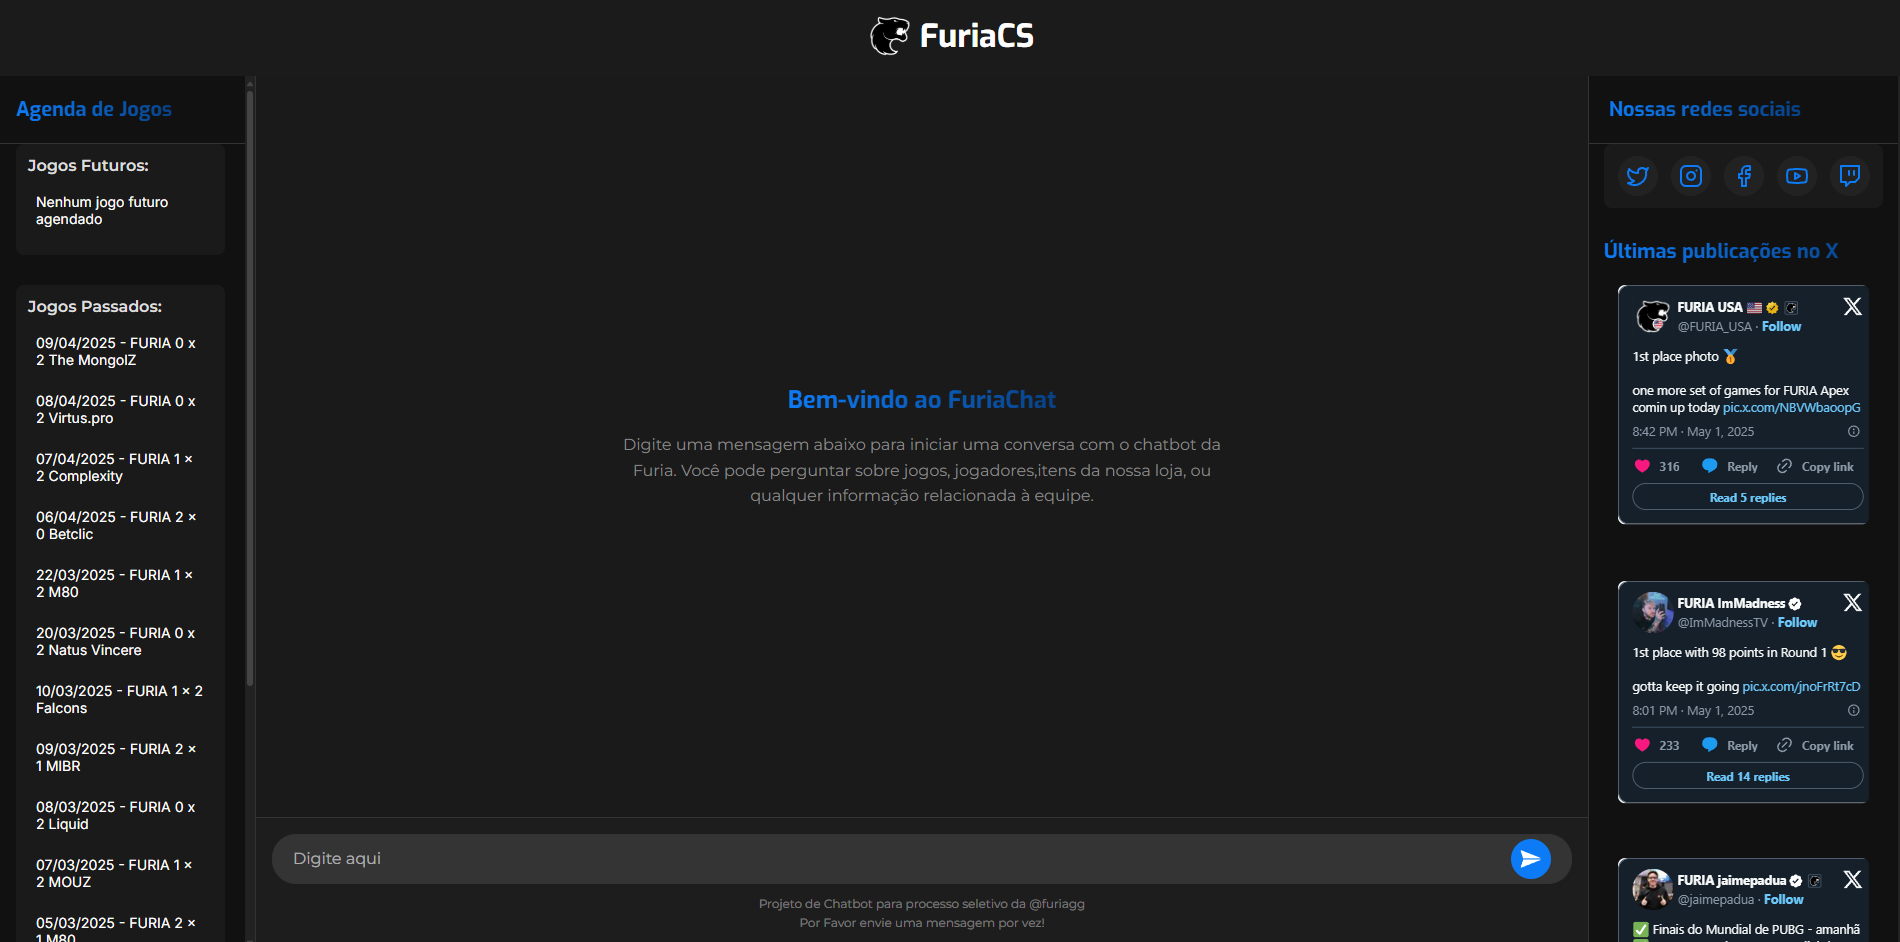 FuriaCS
Agenda de Jogos
Jogos Futuros:
Nenhum jogo futuro
agendado
Jogos Passados:
09/04/2025 - FURIA 0 x
2 The MongolZ
08/04/2025 - FURIA 0 x
2 Virtus.pro
07/04/2025 - FURIA 1 ×
2 Complexity
06/04/2025 - FURIA 2 ×
0 Betclic
22/03/2025 - FURIA 1 ×
2 M80
20/03/2025 - FURIA 0 x
2 Natus Vincere
10/03/2025 - FURIA 1 × 2
Falcons
09/03/2025 - FURIA 2 ×
1 MIBR
08/03/2025 - FURIA 0 x
2 Liquid
07/03/2025 - FURIA 1 ×
2 MOUZ
05/03/2025 - FURIA 2 ×
1 M80
Bem-vindo ao FuriaChat
Digite uma mensagem abaixo para iniciar uma conversa com o chatbot da
Furia. Você pode perguntar sobre jogos, jogadores,itens da nossa loja, ou
qualquer informação relacionada à equipe.
Digite aqui
Projeto de Chatbot para processo seletivo da @furiagg
Por Favor envie uma mensagem por vez!
Nossas redes sociais
Últimas publicações no X
FURIA USA 🇺🇸
@FURIA_USA · Follow
1st place photo 🥇
one more set of games for FURIA Apex
comin up today pic.x.com/NBVWbaoopG
8:42 PM · May 1, 2025
316 Reply Copy link
Read 5 replies
FURIA ImMadness
@ImMadnessTV · Follow
1st place with 98 points in Round 1 😎
gotta keep it going pic.x.com/jnoFrRt7cD
8:01 PM · May 1, 2025
233 Reply Copy link
Read 14 replies
FURIA jaimepadua
@jaimepadua · Follow
✅ Finais do Mundial de PUBG - amanhã